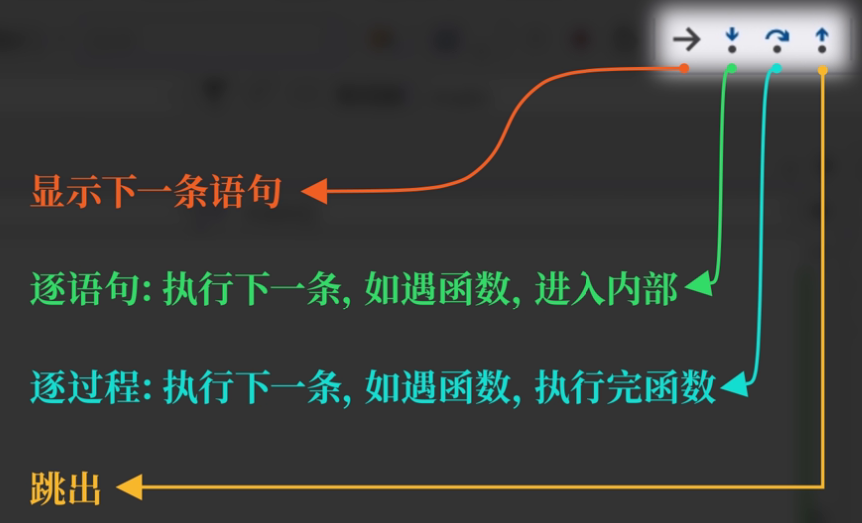 显示下一条语句
逐语句: 执行下一条, 如遇函数, 进入内部
逐过程: 执行下一条, 如遇函数, 执行完函数
跳出